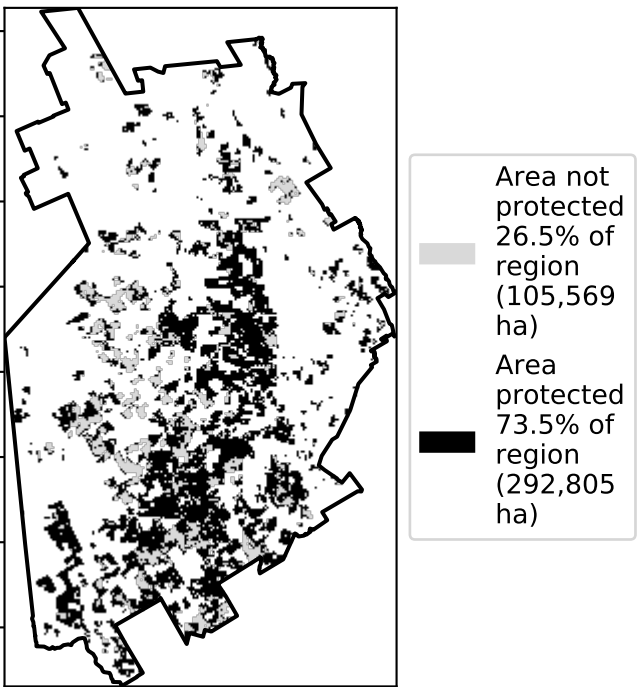 Area not
protected
26.5% of
region
(105,569
ha)
Area
protected
73.5% of
region
(292,805
ha)